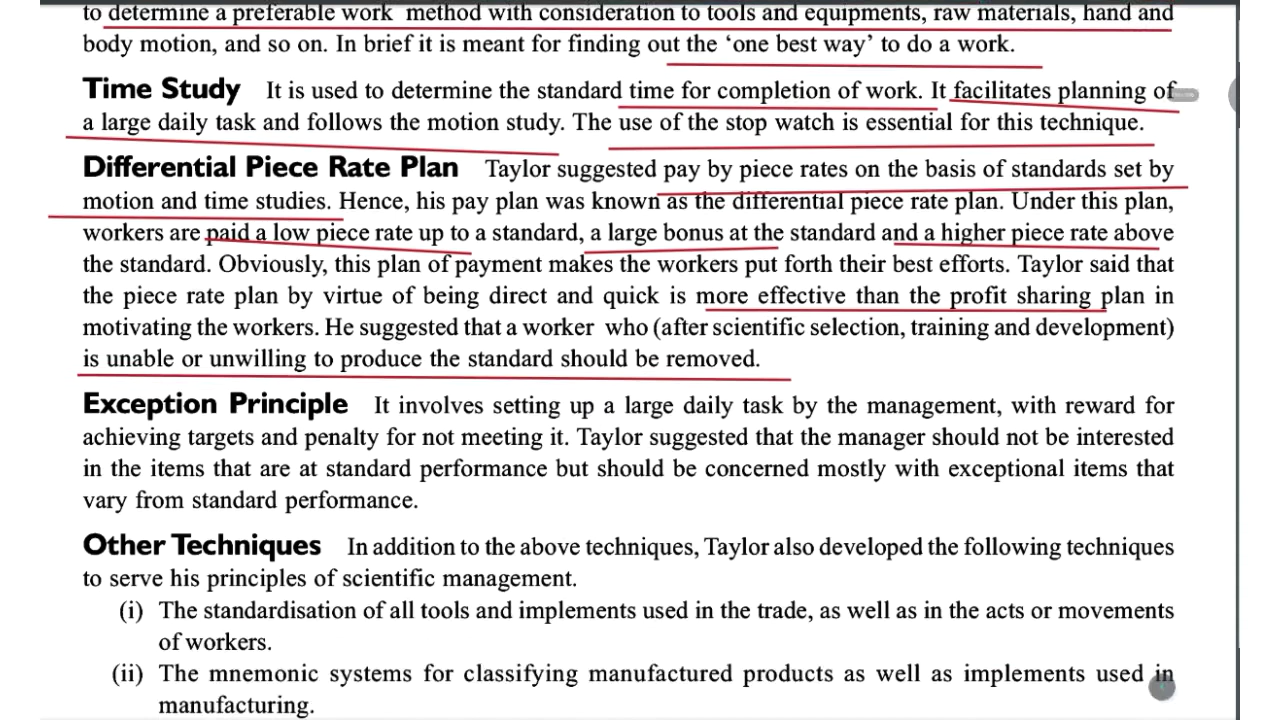 to determine a preferable work method with consideration to tools and equipments, raw materials, hand and
body motion, and so on. In brief it is meant for finding out the ‘one best way’ to do a work.
Time Study It is used to determine the standard time for completion of work. It facilitates planning of
a large daily task and follows the motion study. The use of the stop watch is essential for this technique.
Differential Piece Rate Plan Taylor suggested pay by piece rates on the basis of standards set by
motion and time studies. Hence, his pay plan was known as the differential piece rate plan. Under this plan,
workers are paid a low piece rate up to a standard, a large bonus at the standard and a higher piece rate above
the standard. Obviously, this plan of payment makes the workers put forth their best efforts. Taylor said that
the piece rate plan by virtue of being direct and quick is more effective than the profit sharing plan in
motivating the workers. He suggested that a worker who (after scientific selection, training and development)
is unable or unwilling to produce the standard should be removed.
Exception Principle It involves setting up a large daily task by the management, with reward for
achieving targets and penalty for not meeting it. Taylor suggested that the manager should not be interested
in the items that are at standard performance but should be concerned mostly with exceptional items that
vary from standard performance.
Other Techniques In addition to the above techniques, Taylor also developed the following techniques
to serve his principles of scientific management.
(i) The standardisation of all tools and implements used in the trade, as well as in the acts or movements
of workers.
(ii) The mnemonic systems for classifying manufactured products as well as implements used in
manufacturing.